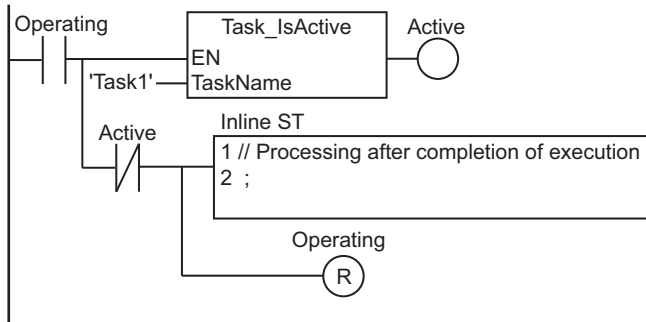 Operating
Task_IsActive
Active
EN
'Task1'
TaskName
Inline ST
Active
1 // Processing after completion of execution
2 ;
Operating
R